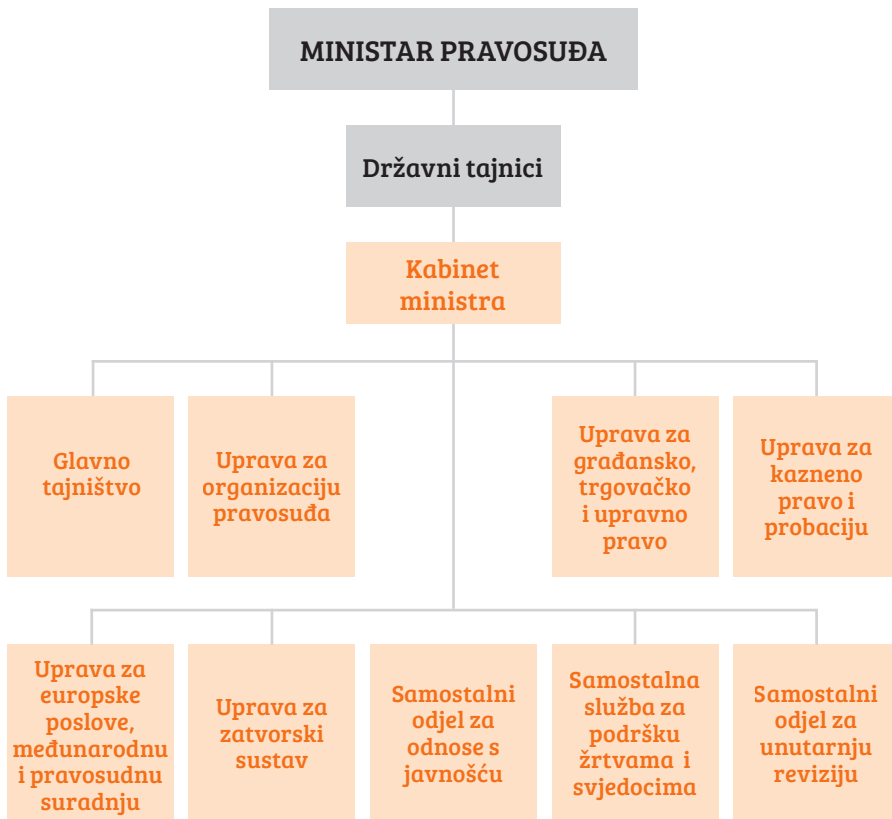 MINISTAR PRAVOSUĐA
Državni tajnici
Kabinet
ministra
Glavno
tajništvo
Uprava za
organizaciju
pravosuđa
Uprava za
građansko,
trgovačko
i upravno
pravo
Uprava za
kazneno
pravo i
probaciju
Uprava za
europske
poslove,
međunarodnu
i pravosudnu
suradnju
Uprava za
zatvorski
sustav
Samostalni
odjel za
odnose s
javnošću
Samostalna
služba za
podršku
žrtvama i
svjedocima
Samostalni
odjel za
unutarnju
reviziju